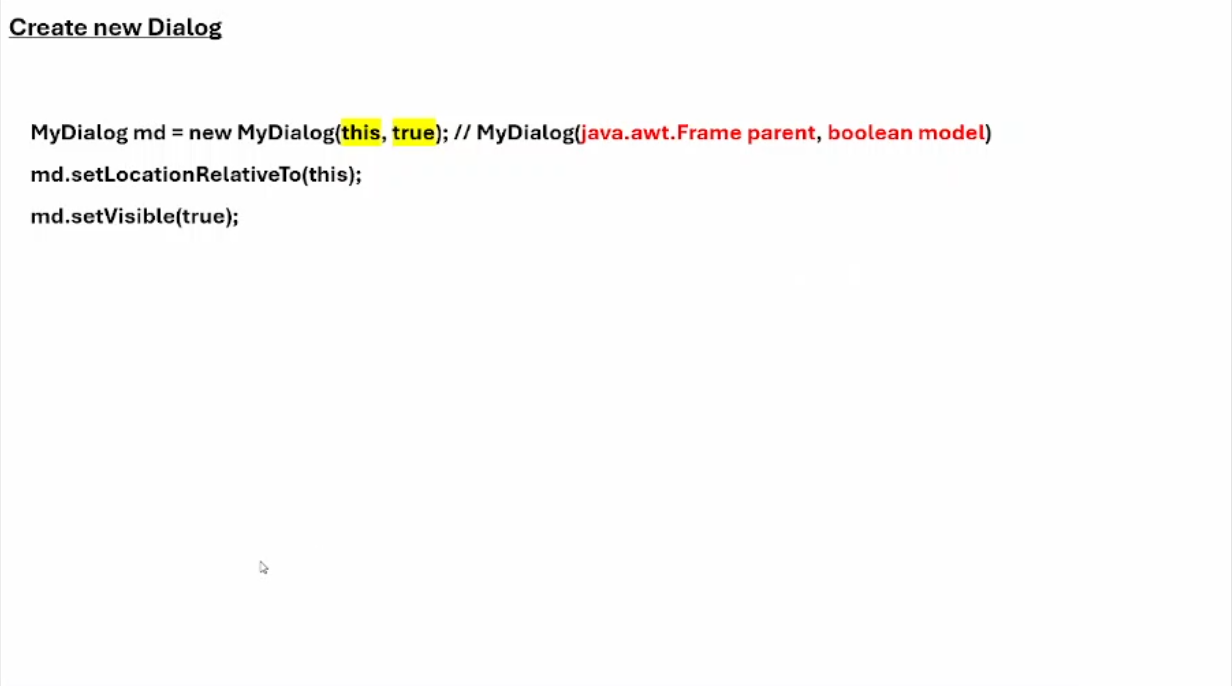 Create new Dialog
MyDialog md = new MyDialog(this, true); // MyDialog(java.awt.Frame parent, boolean model)
md.setLocationRelativeTo(this);
md.setVisible(true);